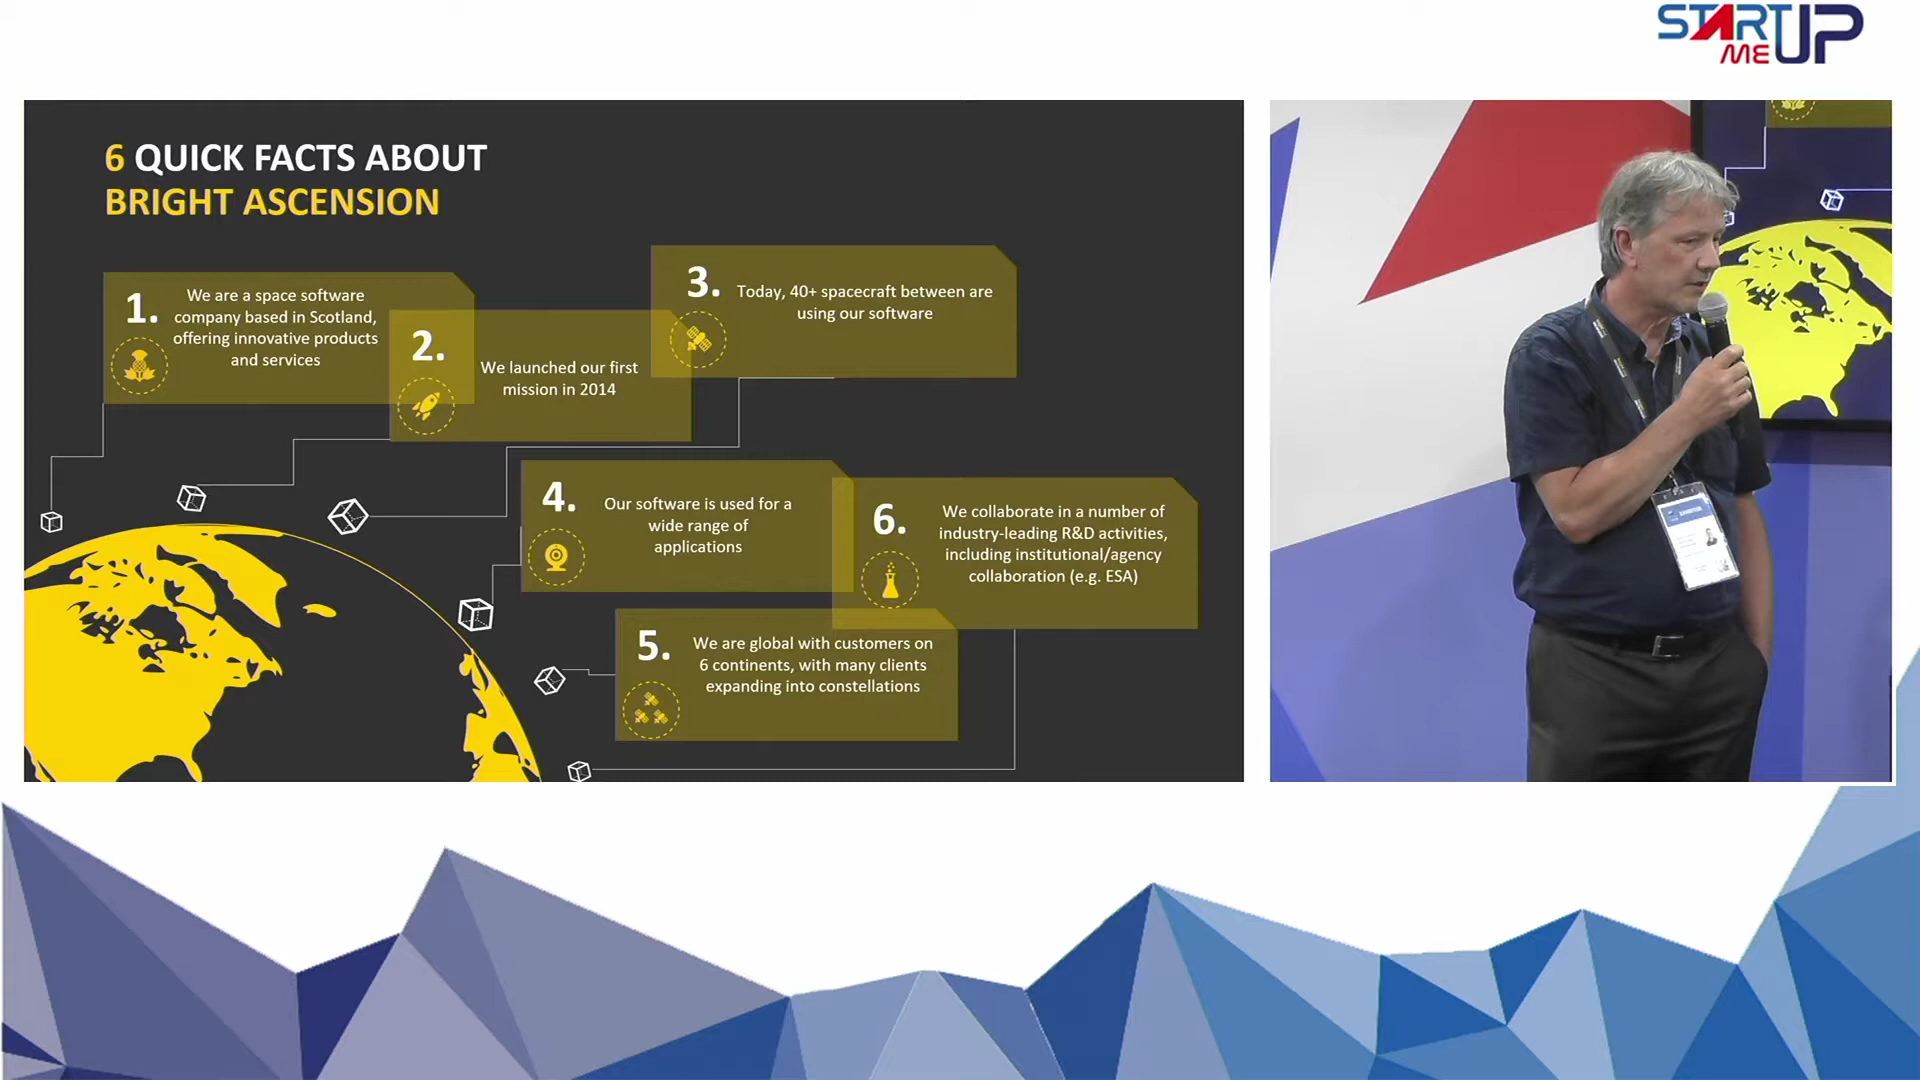 START
ME UP
6 QUICK FACTS ABOUT
BRIGHT ASCENSION
1.
We are a space software
company based in Scotland,
offering innovative products
and services
2.
We launched our first
mission in 2014
3.
Today, 40+ spacecraft between are
using our software
4.
Our software is used for a
wide range of
applications
5.
We are global with customers on
6 continents, with many clients
expanding into constellations
6.
We collaborate in a number of
industry-leading R&D activities,
including institutional/agency
collaboration (e.g. ESA)